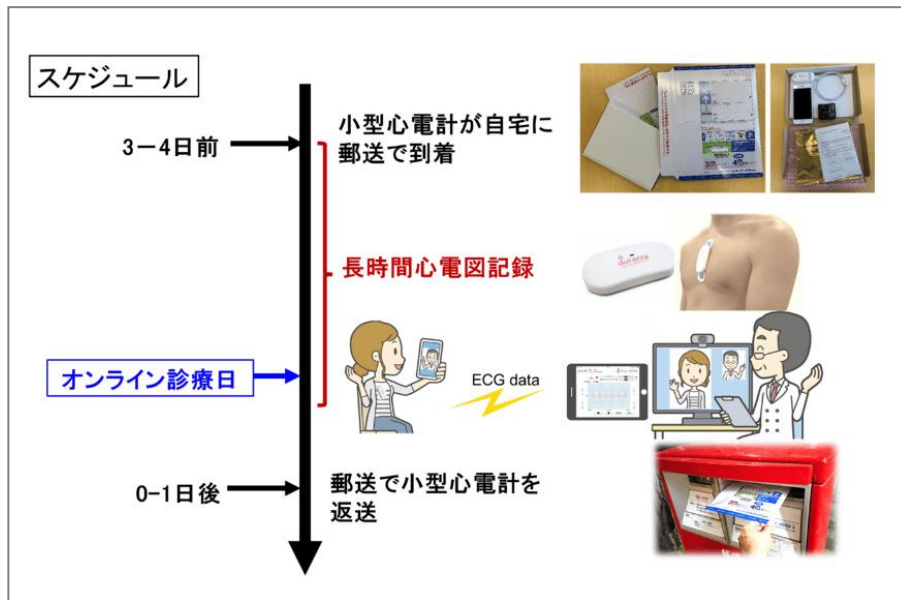 スケジュール
3－4日前
小型心電計が自宅に
郵送で到着
長時間心電図記録
オンライン診療日
ECG data
0-1日後
郵送で小型心電計を
返送